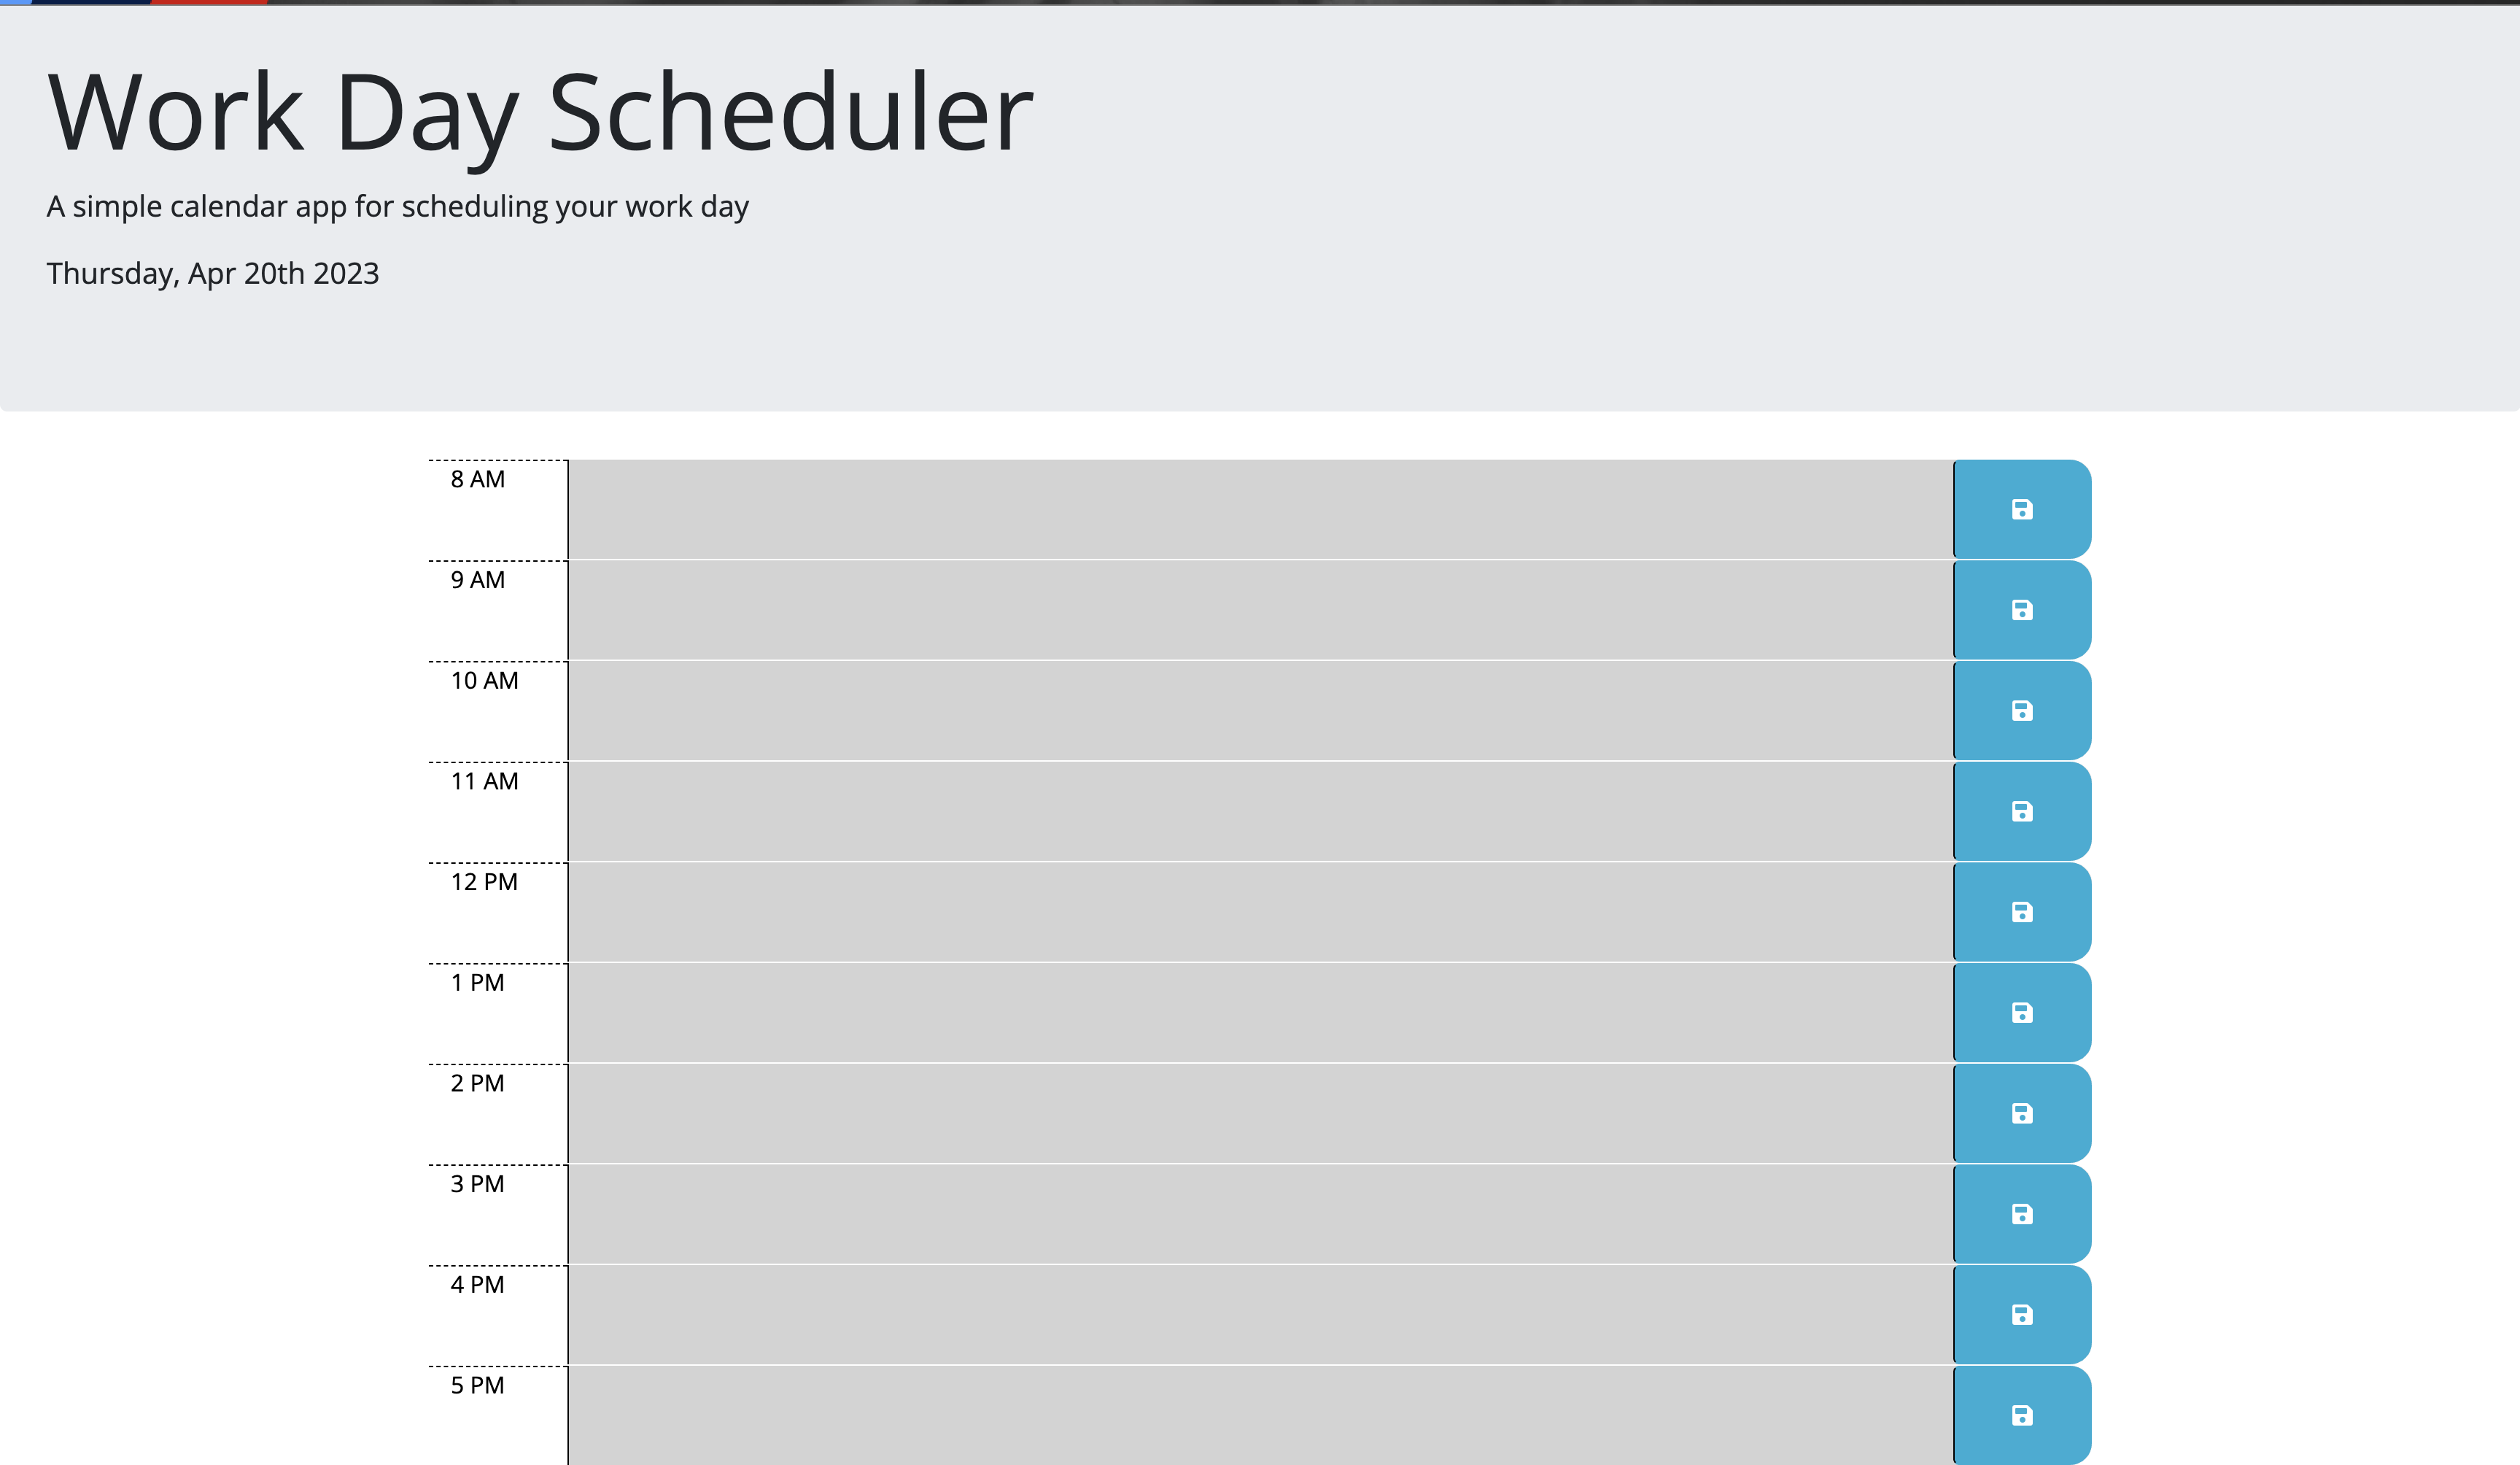 Work Day Scheduler
A simple calendar app for scheduling your work day
Thursday, Apr 20th 2023
8 AM
9 AM
10 AM
11 AM
12 PM
1 PM
2 PM
3 PM
4 PM
5 PM